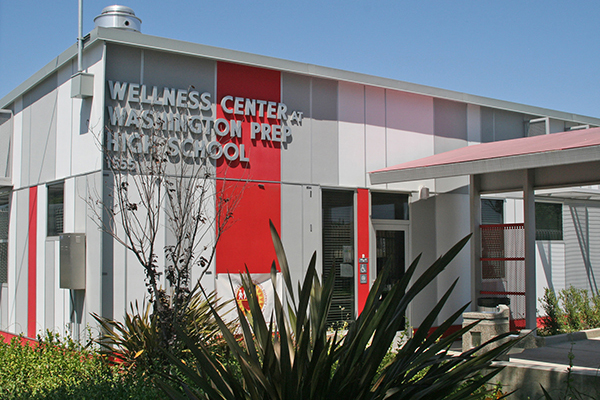 WELLNESS CENTER AT
WASHINGTON PREP
HIGH SCHOOL